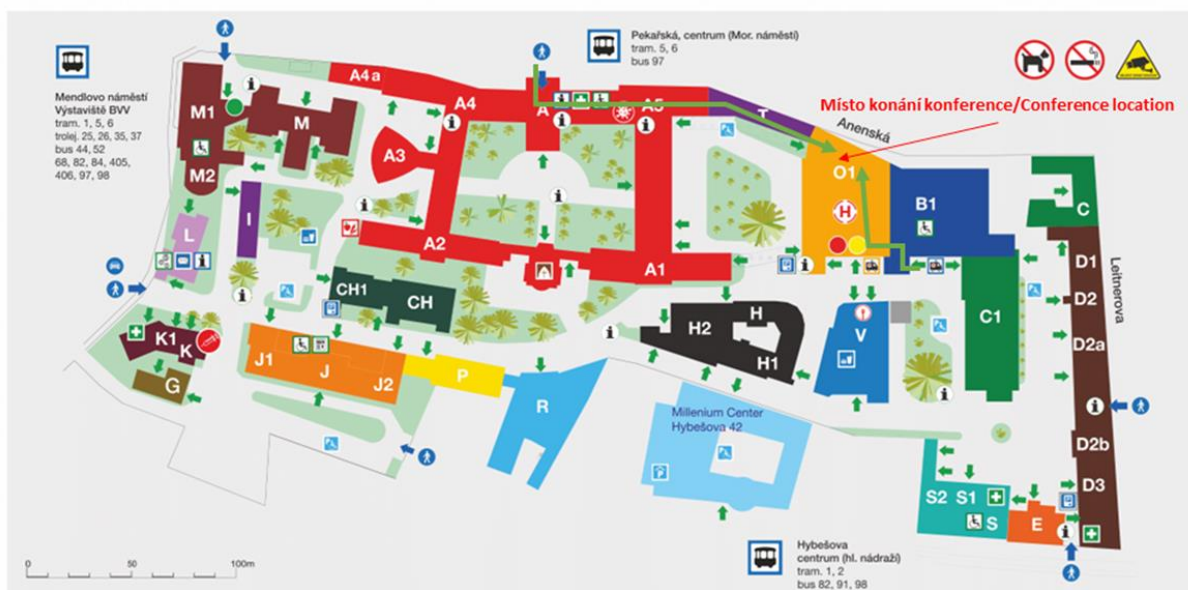 Pekařská, centrum (Mor. náměstí)
tram. 5, 6
bus 97
Mendlovo náměstí
Výstaviště BVV
tram. 1, 5, 6
trolej. 25, 26, 35, 37
bus 44, 52
68, 82, 84, 405,
406, 97, 98
Místo konání konference/Conference location
Anenská
A4a
A4
A
A5
T
M1
M
M2
A3
O1
H
B1
C
I
L
A2
A1
D1
Leitnerova
CH1
CH
D2
H2
H
H1
V
C1
D2a
K1
K
G
J1
J
J2
P
R
Millenium Center
Hybešova 42
D2b
D3
S2
S1
S
E
0
50
100m
Hybešova
centrum (hl. nádraží)
tram. 1, 2
bus 82, 91, 98